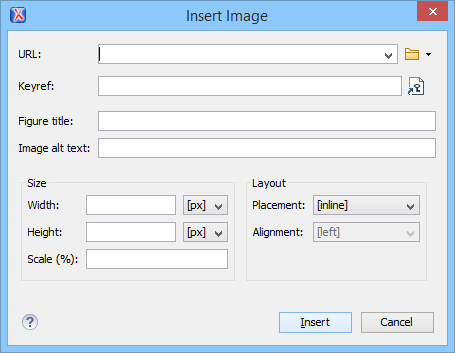 Insert Image
URL:
Keyref:
Figure title:
Image alt text:
Size
Width: [px]
Height: [px]
Scale (%):
Layout
Placement: [inline]
Alignment: [left]
? Insert Cancel